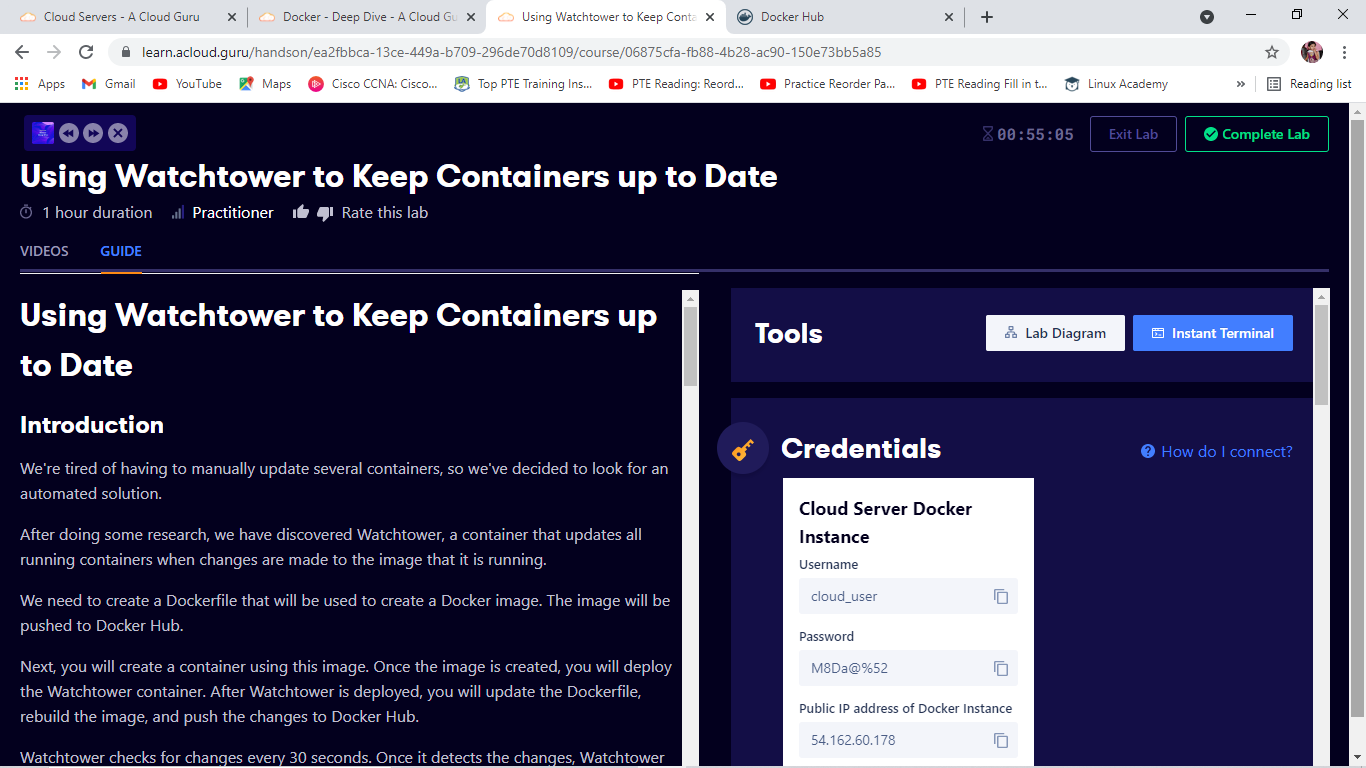 Cloud Servers - A Cloud Guru
Docker - Deep Dive - A Cloud Gu
Using Watchtower to Keep Conta
Docker Hub
learn.acloud.guru/handson/ea2fbbca-13ce-449a-b709-296de70d8109/course/06875cfa-fb88-4b28-ac90-150e73bb5a85
Apps
Gmail
YouTube
Maps
Cisco CCNA: Cisco...
Top PTE Training Ins...
PTE Reading: Reord...
Practice Reorder Pa...
PTE Reading Fill in t...
Linux Academy
»
Reading list
00:55:05
Exit Lab
Complete Lab
Using Watchtower to Keep Containers up to Date
1 hour duration
Practitioner
Rate this lab
VIDEOS
GUIDE
Using Watchtower to Keep Containers up
to Date
Introduction
We're tired of having to manually update several containers, so we've decided to look for an
automated solution.
After doing some research, we have discovered Watchtower, a container that updates all
running containers when changes are made to the image that it is running.
We need to create a Dockerfile that will be used to create a Docker image. The image will be
pushed to Docker Hub.
Next, you will create a container using this image. Once the image is created, you will deploy
the Watchtower container. After Watchtower is deployed, you will update the Dockerfile,
rebuild the image, and push the changes to Docker Hub.
Watchtower checks for changes every 30 seconds. Once it detects the changes, Watchtower
Tools
Lab Diagram
Instant Terminal
Credentials
How do I connect?
Cloud Server Docker
Instance
Username
cloud_user
Password
M8Da@%52
Public IP address of Docker Instance
54.162.60.178